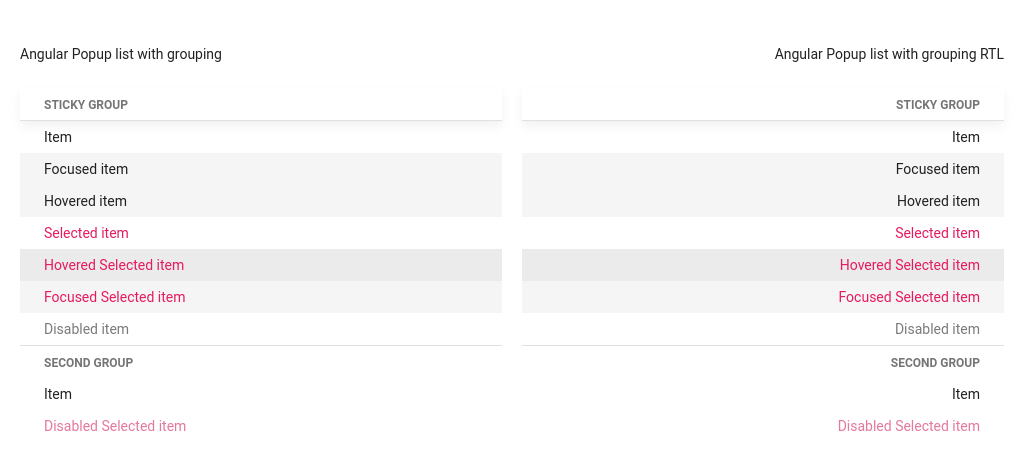 Angular Popup list with grouping
STICKY GROUP
Item
Focused item
Hovered item
Selected item
Hovered Selected item
Focused Selected item
Disabled item
SECOND GROUP
Item
Disabled Selected item
Angular Popup list with grouping RTL
STICKY GROUP
Item
Focused item
Hovered item
Selected item
Hovered Selected item
Focused Selected item
Disabled item
SECOND GROUP
Item
Disabled Selected item